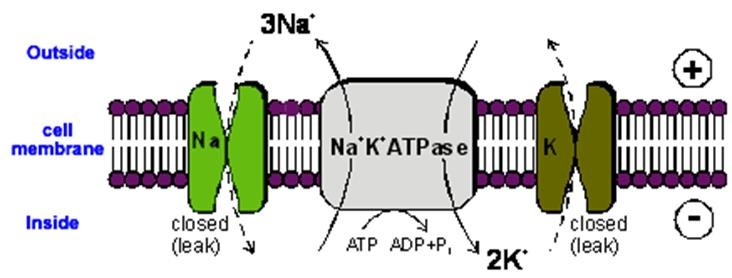 3Na⁺
Outside
+
cell
membrane
Na
Na⁺K⁺ATPase
K
Inside
closed
(leak)
ATP ADP+Pᵢ
2K⁺
closed
(leak)
-